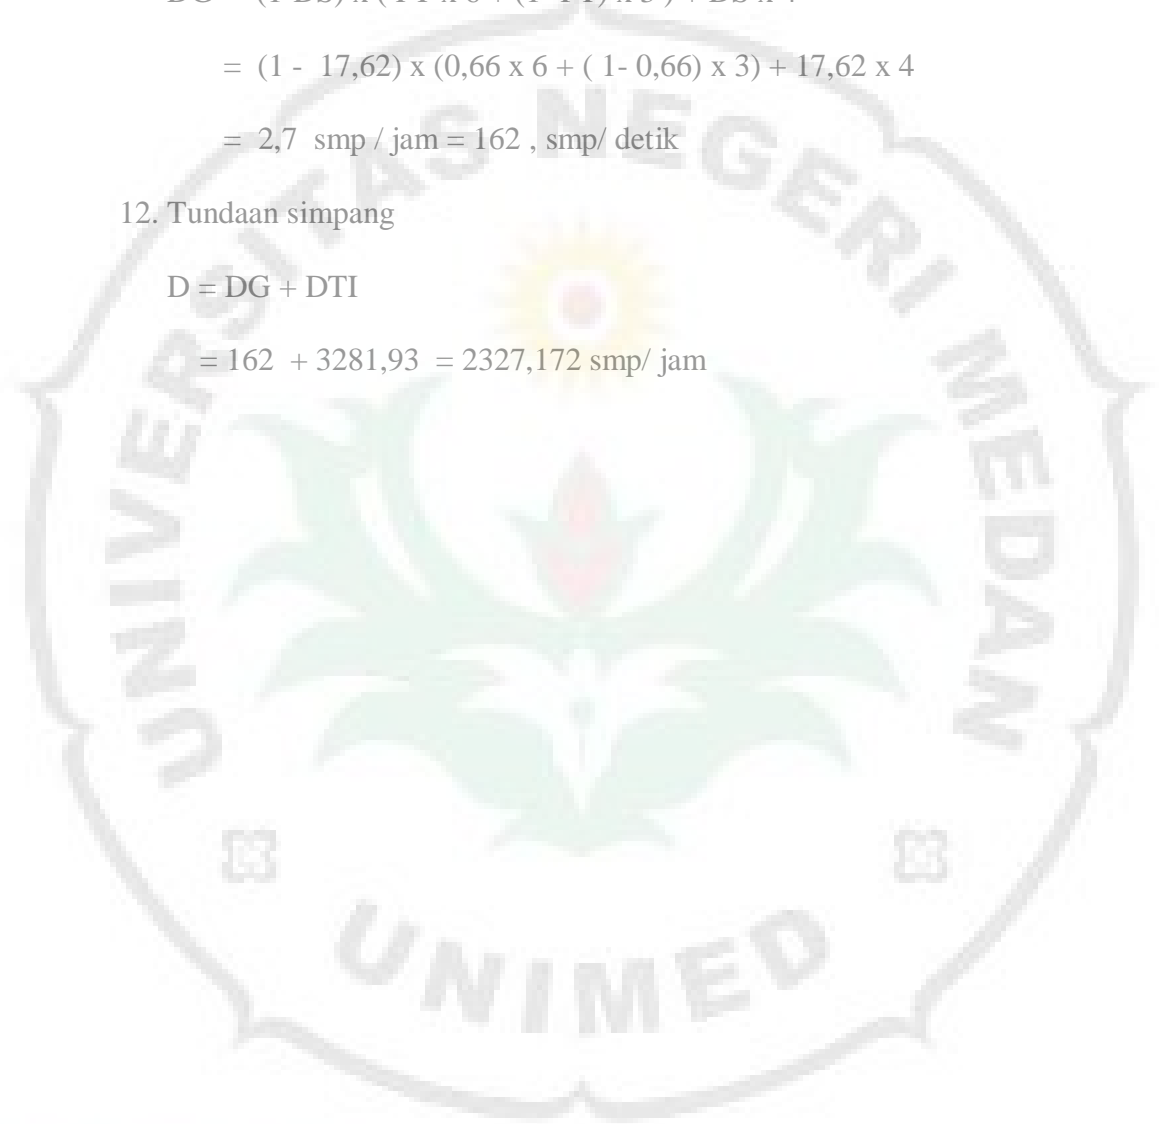 = (1 - 17,62) x (0,66 x 6 + ( 1- 0,66) x 3) + 17,62 x 4
= 2,7 smp / jam = 162 , smp/ detik
12. Tundaan simpang
D = DG + DTI
= 162 + 3281,93 = 2327,172 smp/ jam
UNIVERSITAS NEGERI MEDAN
UNIMED